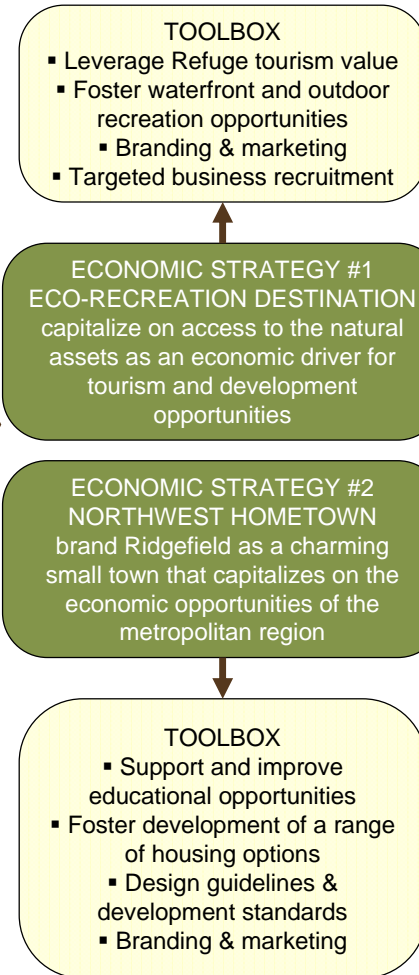 TOOLBOX
▪ Leverage Refuge tourism value
▪ Foster waterfront and outdoor
recreation opportunities
▪ Branding & marketing
▪ Targeted business recruitment
ECONOMIC STRATEGY #1
ECO-RECREATION DESTINATION
capitalize on access to the natural
assets as an economic driver for
tourism and development
opportunities
ECONOMIC STRATEGY #2
NORTHWEST HOMETOWN
brand Ridgefield as a charming
small town that capitalizes on the
economic opportunities of the
metropolitan region
TOOLBOX
▪ Support and improve
educational opportunities
▪ Foster development of a range
of housing options
▪ Design guidelines &
development standards
▪ Branding & marketing